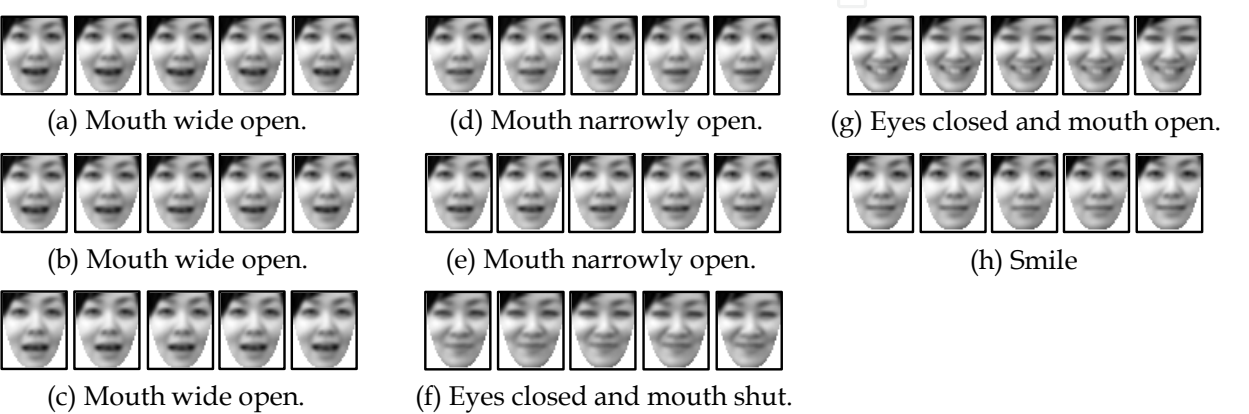 (a) Mouth wide open.
(d) Mouth narrowly open.
(g) Eyes closed and mouth open.
(b) Mouth wide open.
(e) Mouth narrowly open.
(h) Smile
(c) Mouth wide open.
(f) Eyes closed and mouth shut.